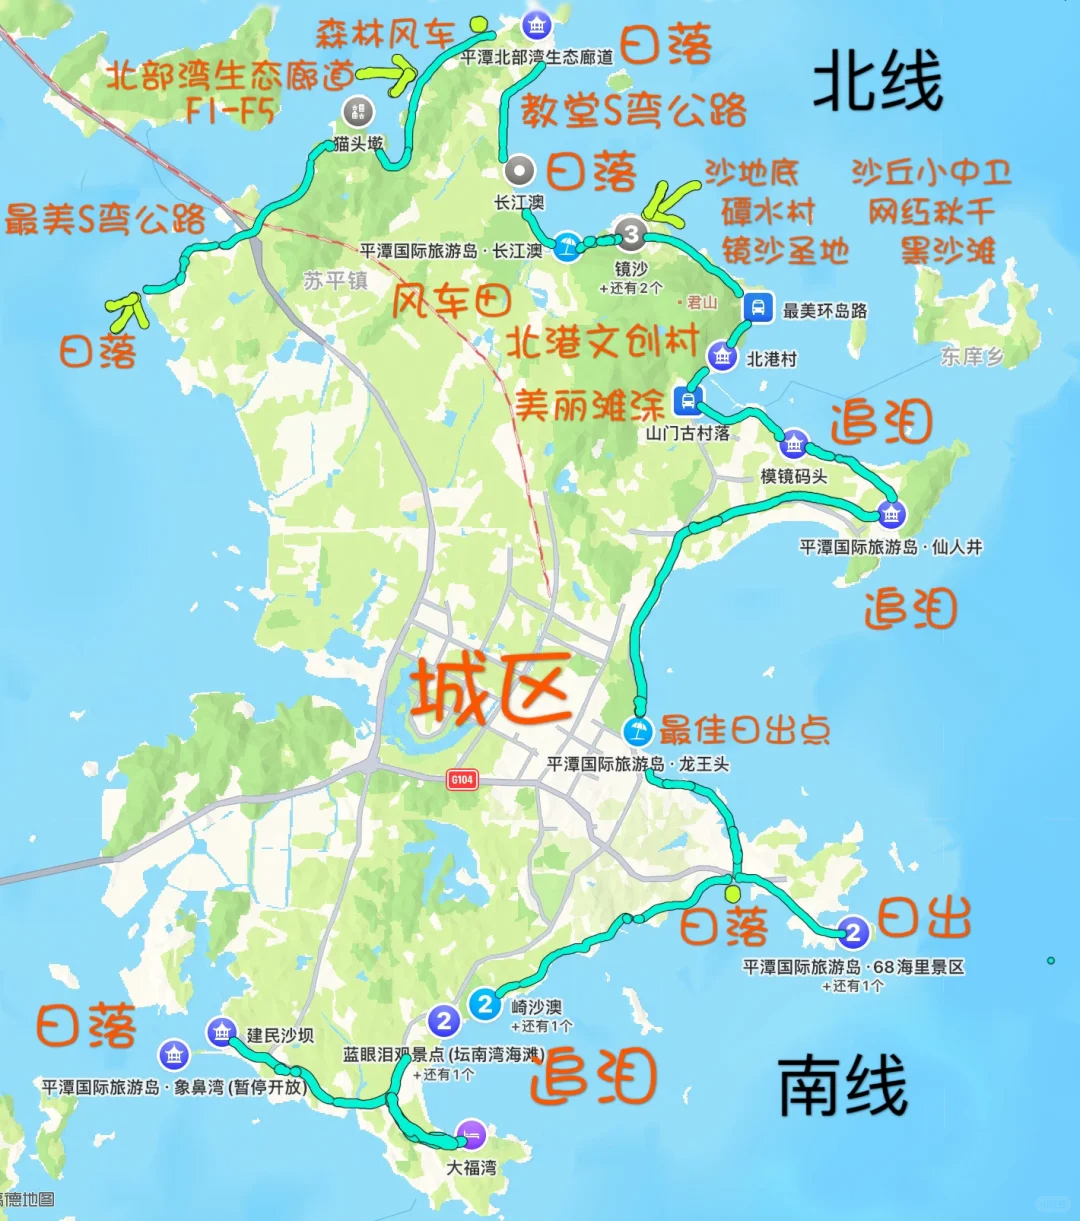 森林风车
平潭北部湾生态廊道
日落
北线
北部湾生态廊道
F1-F5
教堂S弯公路
猫头墘
日落
沙地底
沙丘小中卫
长江澳
磹水村
网红秋千
最美S弯公路
3
平潭国际旅游岛·长江澳
镜沙圣地
黑沙滩
镜沙
+还有2个
苏平镇
风车田
君山
最美环岛路
日落
北港文创村
北港村
东庠乡
美丽滩涂
山门古村落
追泪
模镜码头
平潭国际旅游岛·仙人井
追泪
城区
最佳日出点
平潭国际旅游岛·龙王头
G104
日落
2
日出
平潭国际旅游岛·68海里景区
+还有1个
2
2
崎沙澳
+还有1个
日落
建民沙坝
蓝眼泪观景点(坛南湾海滩)
+还有1个
追泪
南线
平潭国际旅游岛·象鼻湾(暂停开放)
大福湾
高德地图